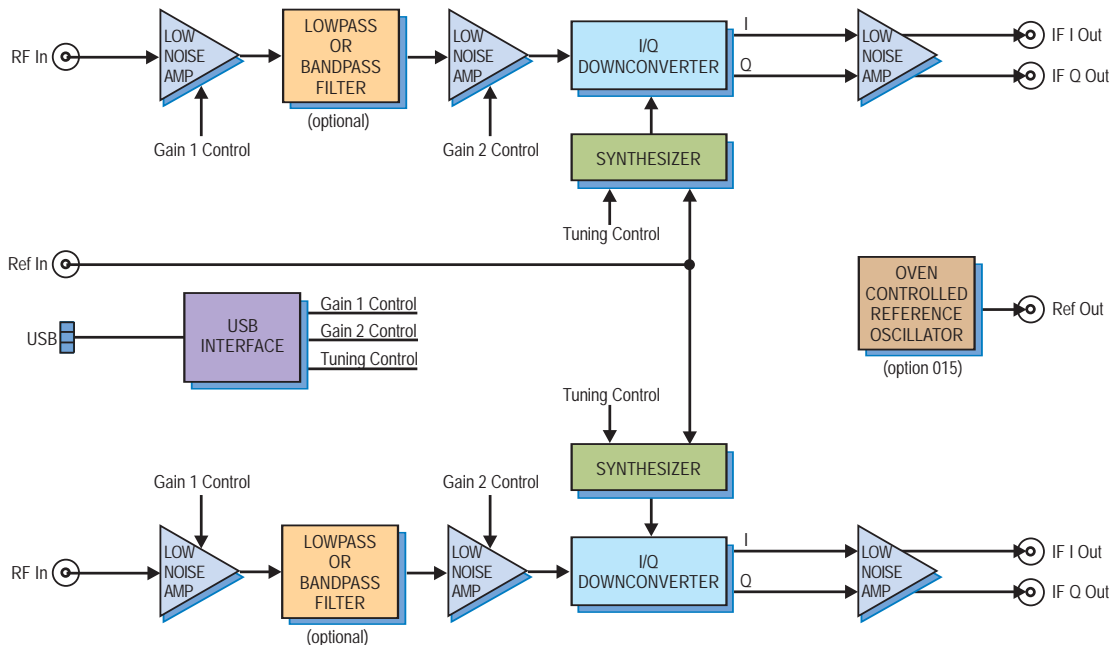 RF In
LOW
NOISE
AMP
Gain 1 Control
LOWPASS
OR
BANDPASS
FILTER
(optional)
LOW
NOISE
AMP
Gain 2 Control
I/Q
DOWNCONVERTER
I
Q
LOW
NOISE
AMP
IF I Out
IF Q Out
SYNTHESIZER
Tuning Control
Ref In
USB
USB
INTERFACE
Gain 1 Control
Gain 2 Control
Tuning Control
OVEN
CONTROLLED
REFERENCE
OSCILLATOR
(option 015)
Ref Out
Tuning Control
SYNTHESIZER
RF In
Gain 1 Control
LOW
NOISE
AMP
LOWPASS
OR
BANDPASS
FILTER
(optional)
Gain 2 Control
LOW
NOISE
AMP
I/Q
DOWNCONVERTER
I
Q
LOW
NOISE
AMP
IF I Out
IF Q Out